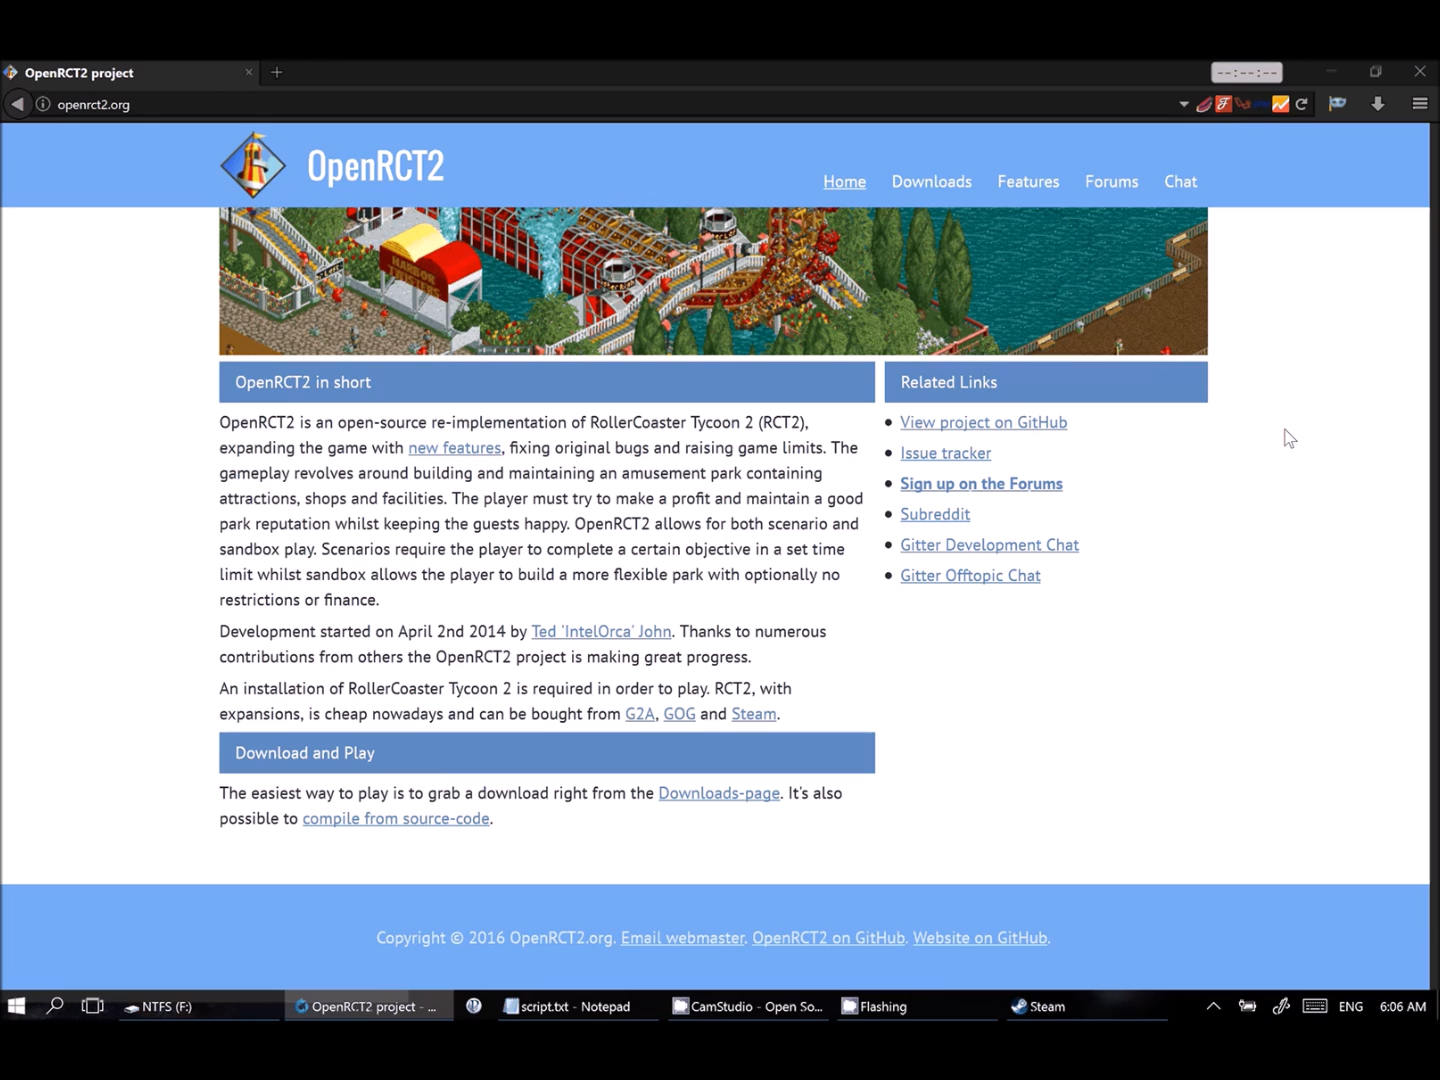 OpenRCT2 project
--:--:--
openrct2.org
OpenRCT2
Home Downloads Features Forums Chat
HARBOR
TWISTER
OpenRCT2 in short
OpenRCT2 is an open-source re-implementation of RollerCoaster Tycoon 2 (RCT2),
expanding the game with new features, fixing original bugs and raising game limits. The
gameplay revolves around building and maintaining an amusement park containing
attractions, shops and facilities. The player must try to make a profit and maintain a good
park reputation whilst keeping the guests happy. OpenRCT2 allows for both scenario and
sandbox play. Scenarios require the player to complete a certain objective in a set time
limit whilst sandbox allows the player to build a more flexible park with optionally no
restrictions or finance.
Development started on April 2nd 2014 by Ted 'IntelOrca' John. Thanks to numerous
contributions from others the OpenRCT2 project is making great progress.
An installation of RollerCoaster Tycoon 2 is required in order to play. RCT2, with
expansions, is cheap nowadays and can be bought from G2A, GOG and Steam.
Download and Play
The easiest way to play is to grab a download right from the Downloads-page. It's also
possible to compile from source-code.
Related Links
View project on GitHub
Issue tracker
Sign up on the Forums
Subreddit
Gitter Development Chat
Gitter Offtopic Chat
Copyright © 2016 OpenRCT2.org. Email webmaster. OpenRCT2 on GitHub. Website on GitHub.
NTFS (F:) OpenRCT2 project - ... script.txt - Notepad CamStudio - Open So... Flashing Steam ENG 6:06 AM